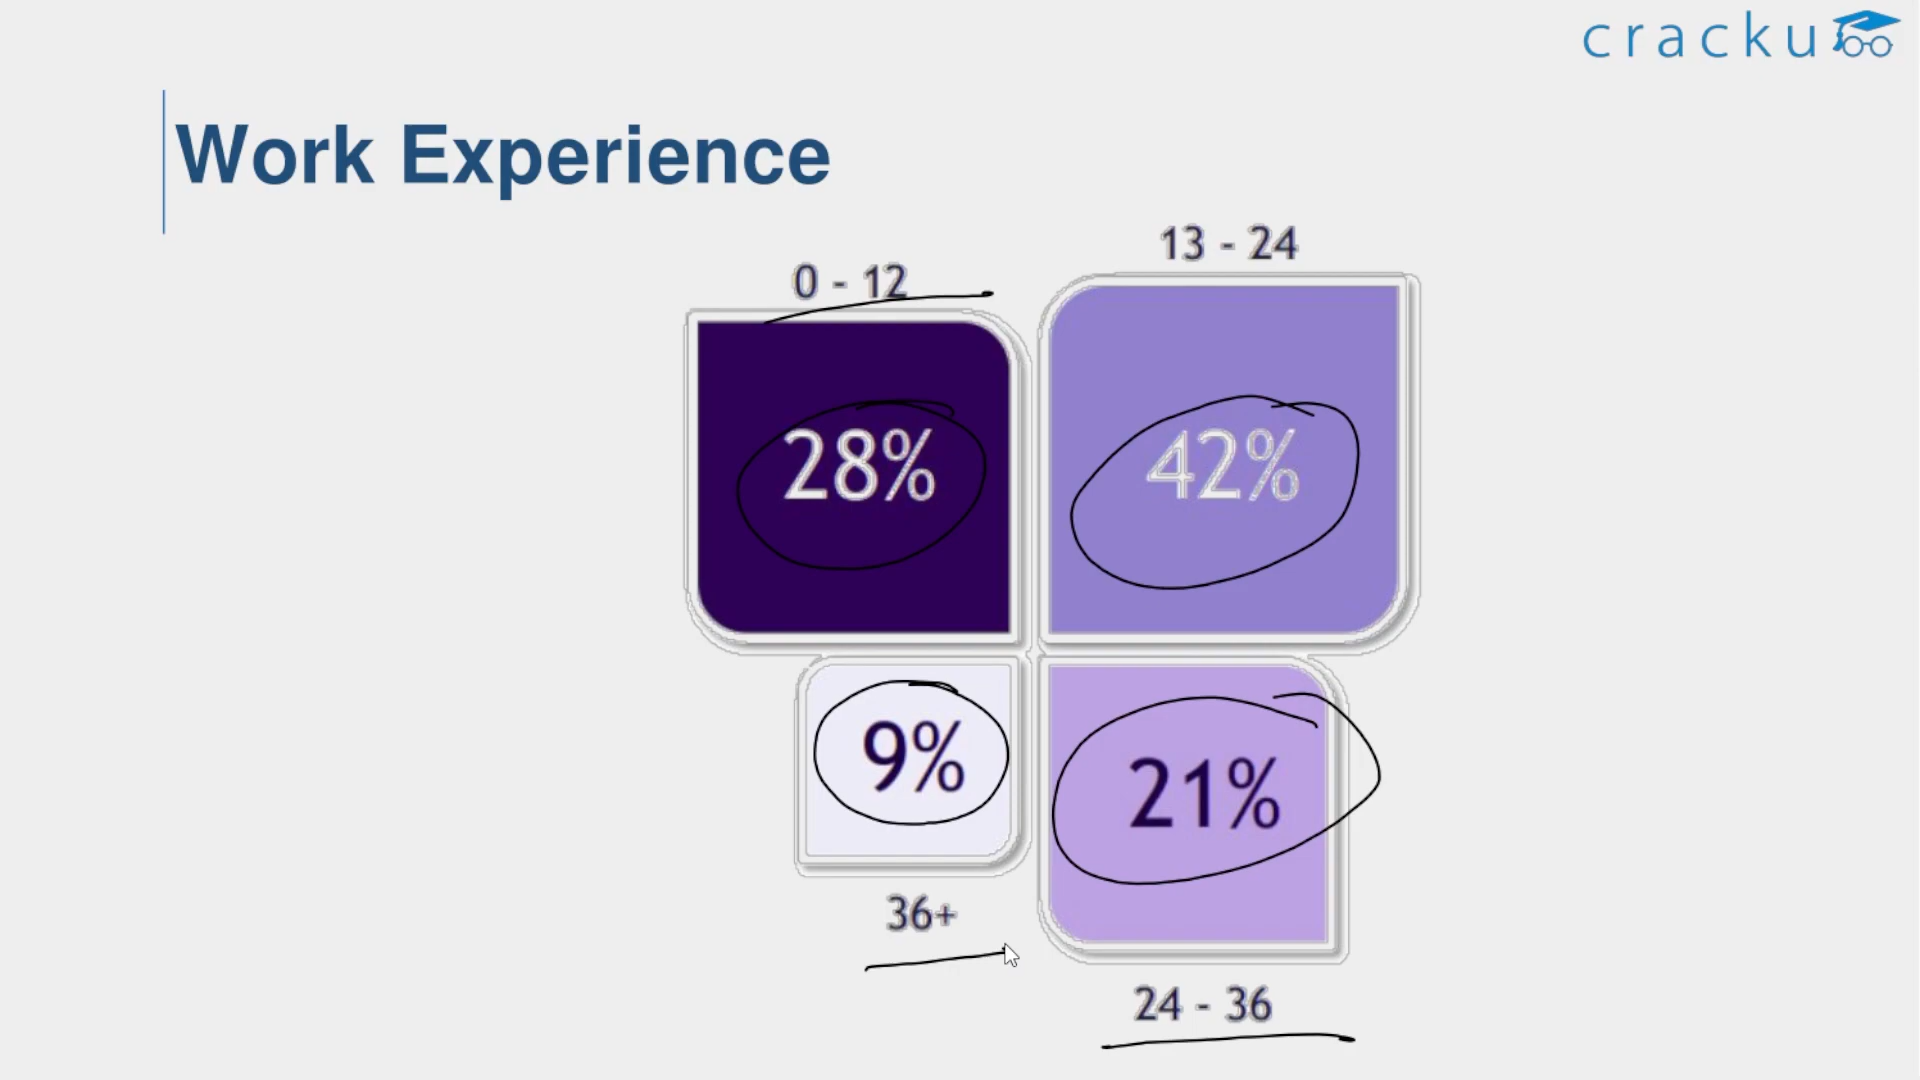 cracku
Work Experience
13 - 24
0 - 12
28%
42%
9%
21%
36+
24 - 36